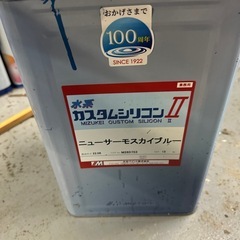 おかげさまで
100周年
SINCE 1922
水系
カスタムシリコンⅡ
MIZUKEI CUSTOM SILICON Ⅱ
ニューサーモスカイブルー